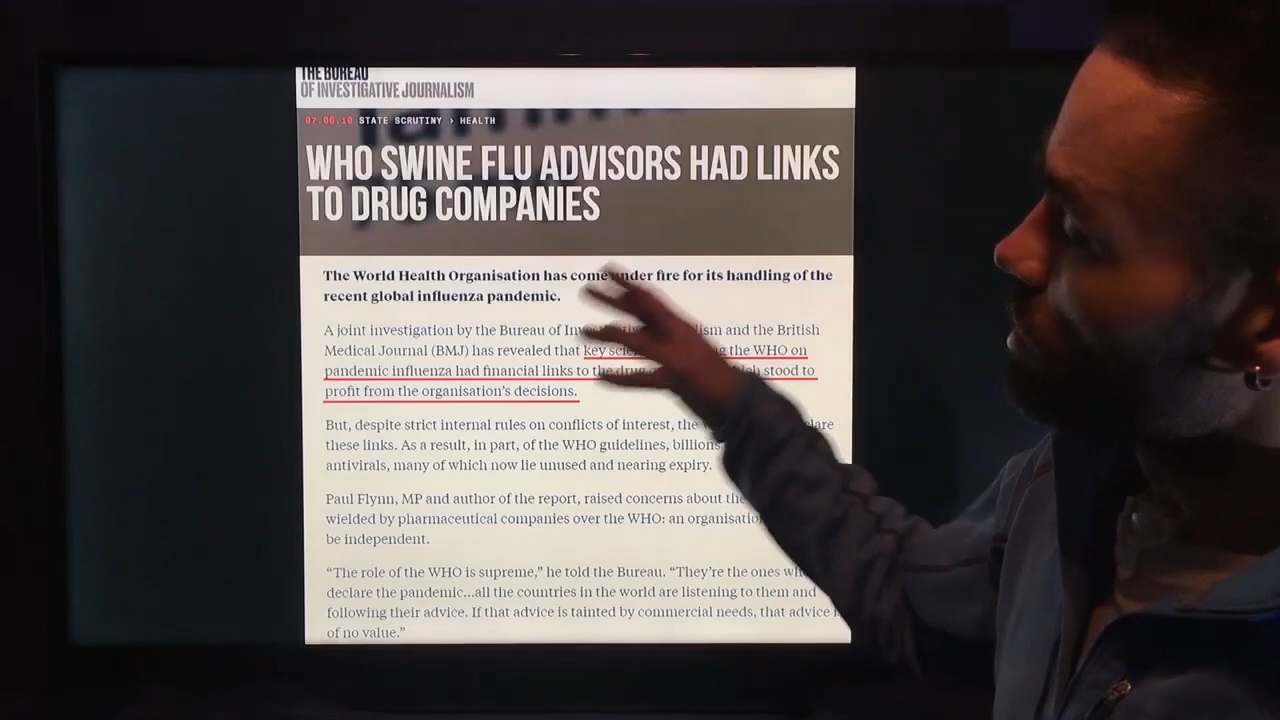 THE BUREAU
OF INVESTIGATIVE JOURNALISM
07.06.10 STATE SCRUTINY › HEALTH
WHO SWINE FLU ADVISORS HAD LINKS
TO DRUG COMPANIES
The World Health Organisation has come under fire for its handling of the
recent global influenza pandemic.
A joint investigation by the Bureau of and the British
Medical Journal (BMJ) has revealed that key the WHO on
pandemic influenza had financial links to the drug stood to
profit from the organisation's decisions.
But, despite strict internal rules on conflicts of interest, the
these links. As a result, in part, of the WHO guidelines, billions
antivirals, many of which now lie unused and nearing expiry.
Paul Flynn, MP and author of the report, raised concerns about the
wielded by pharmaceutical companies over the WHO: an
be independent.
“The role of the WHO is supreme,” he told the Bureau. “They're the ones
declare the pandemic...all the countries in the world are listening to them and
following their advice. If that advice is tainted by commercial needs, that advice
of no value.”